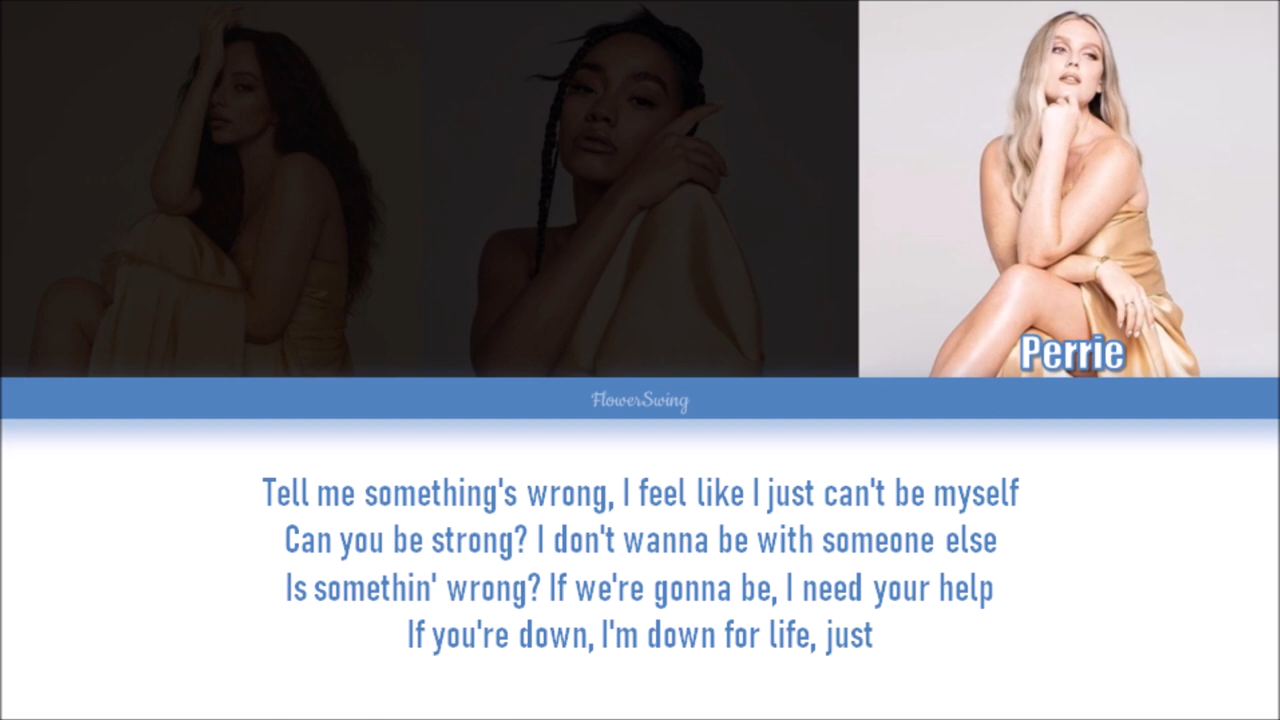 Perrie
FlowerSwing
Tell me something's wrong, I feel like I just can't be myself
Can you be strong? I don't wanna be with someone else
Is somethin' wrong? If we're gonna be, I need your help
If you're down, I'm down for life, just